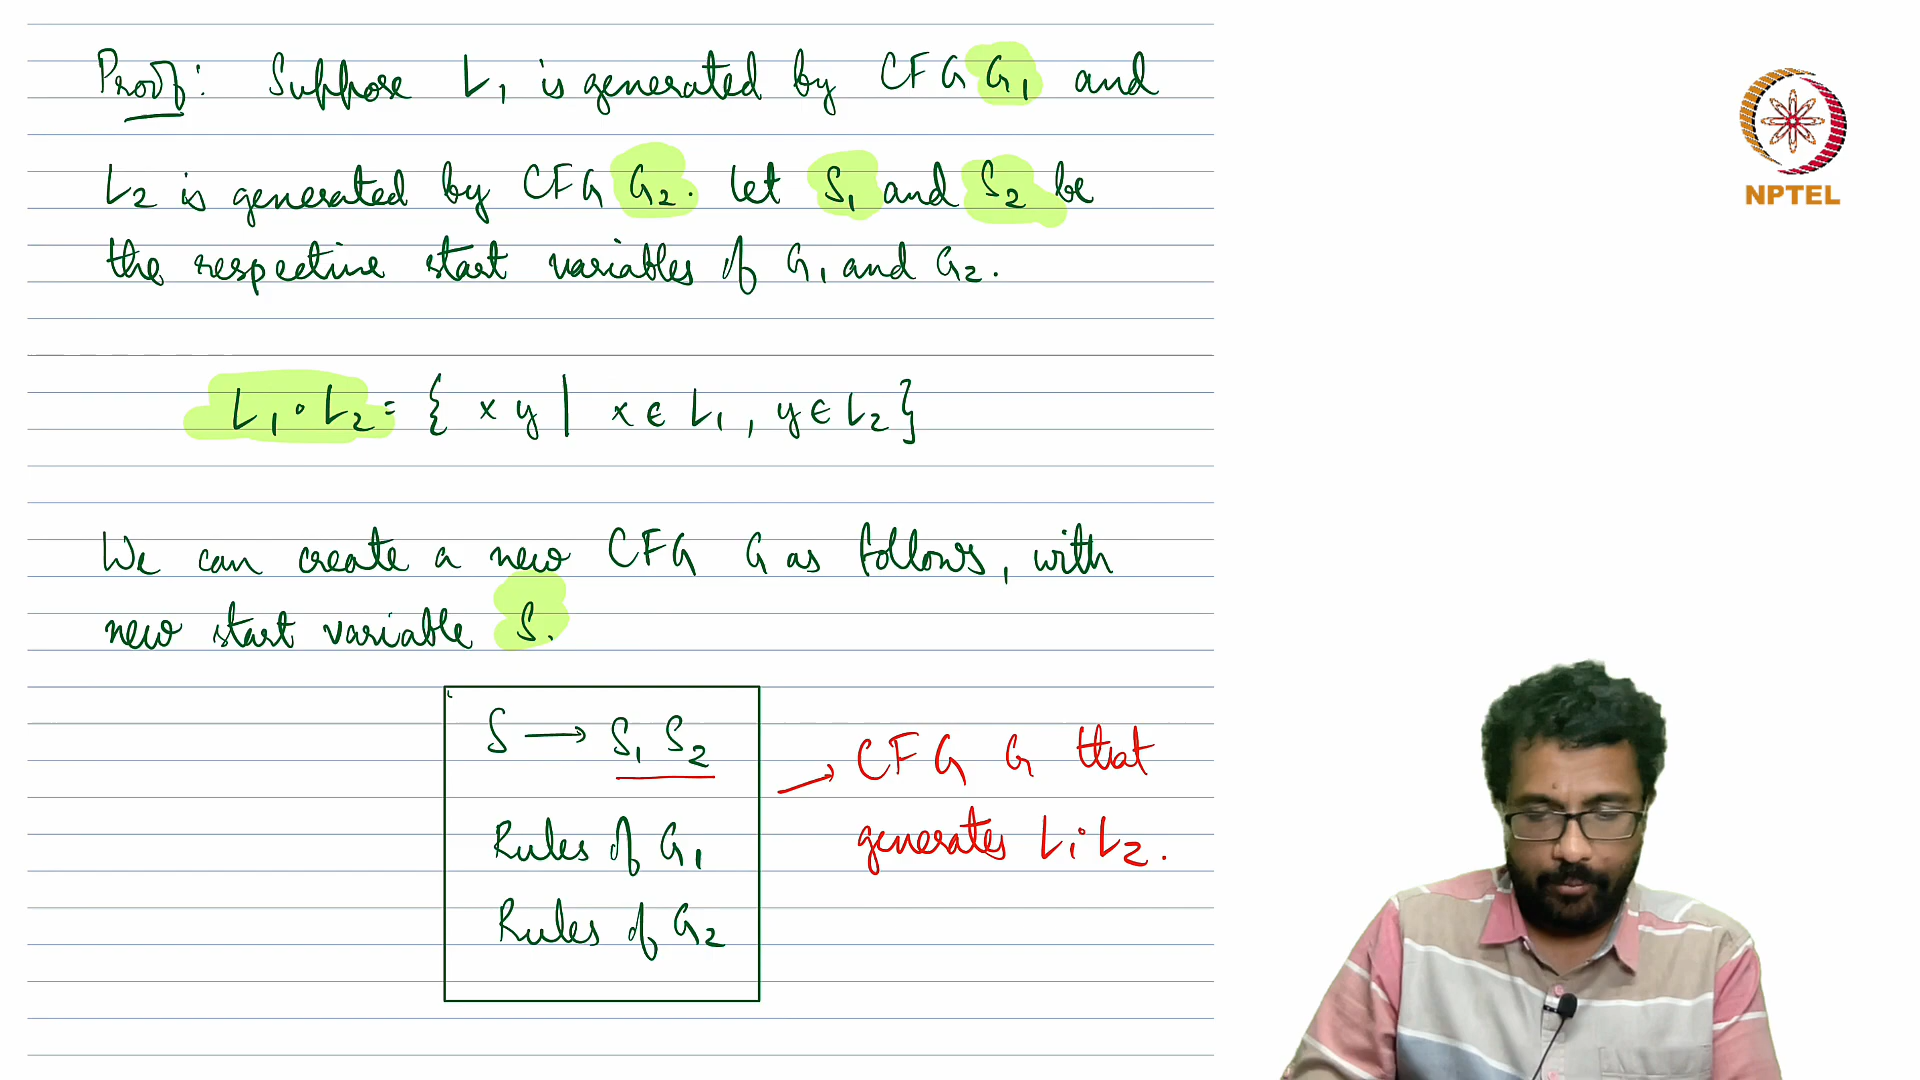 Proof: Suppose L1 is generated by CFG G1 and
L2 is generated by CFG G2. Let S1 and S2 be
the respective start variables of G1 and G2.
L1 ∘ L2 = { x y | x ∈ L1, y ∈ L2 }
We can create a new CFG G as follows, with
new start variable S.
S → S1 S2
Rules of G1
Rules of G2
→ CFG G that
generates L1∘L2.
NPTEL